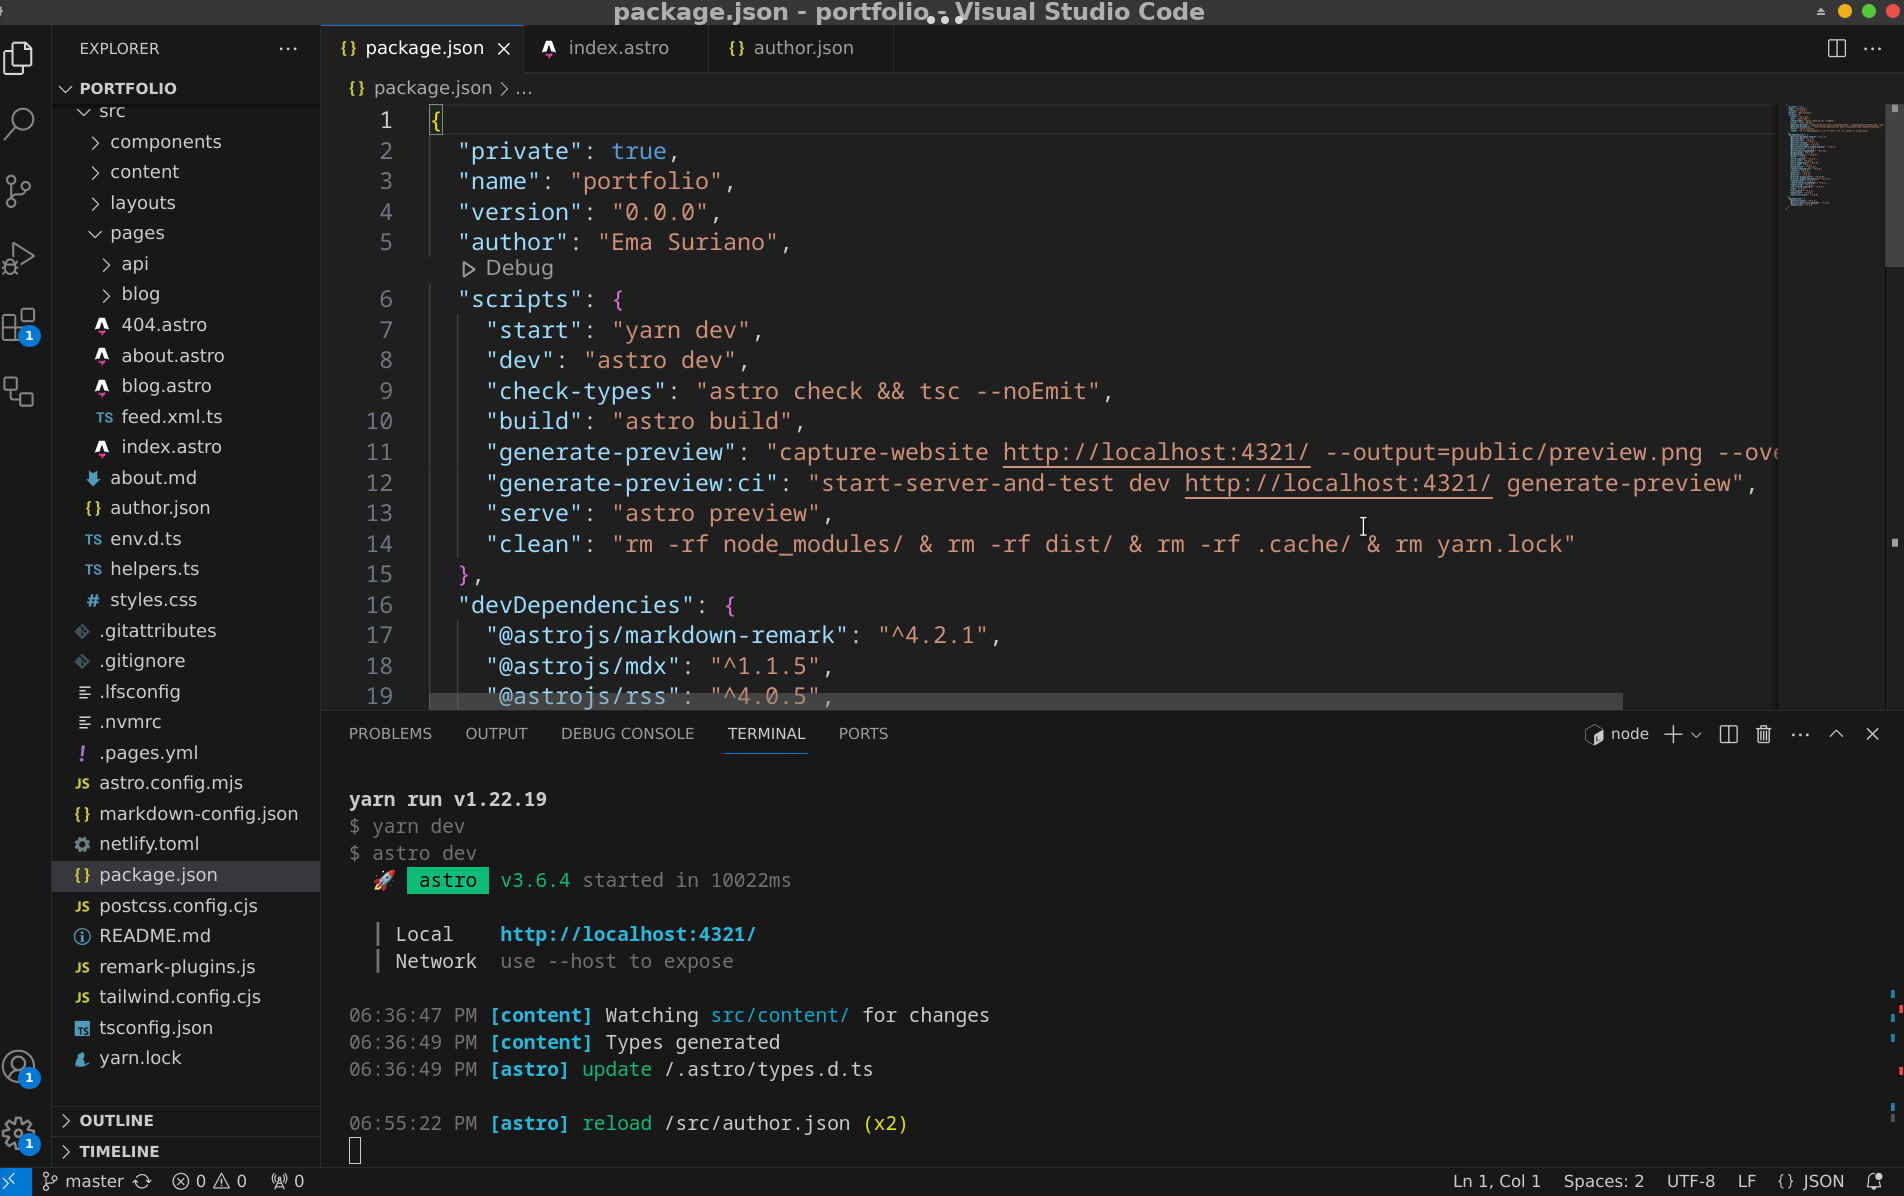 package.json - portfolio - Visual Studio Code
EXPLORER
PORTFOLIO
src
components
content
layouts
pages
api
blog
404.astro
about.astro
blog.astro
TS feed.xml.ts
index.astro
about.md
{} author.json
TS env.d.ts
TS helpers.ts
# styles.css
.gitattributes
.gitignore
.lfsconfig
.nvmrc
! .pages.yml
JS astro.config.mjs
{} markdown-config.json
netlify.toml
{} package.json
JS postcss.config.cjs
README.md
JS remark-plugins.js
JS tailwind.config.cjs
TS tsconfig.json
yarn.lock
OUTLINE
TIMELINE
1
1
1
{} package.json
index.astro
{} author.json
{} package.json > ...
1 {
2 "private": true,
3 "name": "portfolio",
4 "version": "0.0.0",
5 "author": "Ema Suriano",
Debug
6 "scripts": {
7 "start": "yarn dev",
8 "dev": "astro dev",
9 "check-types": "astro check && tsc --noEmit",
10 "build": "astro build",
11 "generate-preview": "capture-website http://localhost:4321/ --output=public/preview.png --ove
12 "generate-preview:ci": "start-server-and-test dev http://localhost:4321/ generate-preview",
13 "serve": "astro preview",
14 "clean": "rm -rf node_modules/ & rm -rf dist/ & rm -rf .cache/ & rm yarn.lock"
15 },
16 "devDependencies": {
17 "@astrojs/markdown-remark": "^4.2.1",
18 "@astrojs/mdx": "^1.1.5",
19 "@astrojs/rss": "^4.0.5",
PROBLEMS OUTPUT DEBUG CONSOLE TERMINAL PORTS
node
yarn run v1.22.19
$ yarn dev
$ astro dev
🚀 astro v3.6.4 started in 10022ms
┃ Local http://localhost:4321/
┃ Network use --host to expose
06:36:47 PM [content] Watching src/content/ for changes
06:36:49 PM [content] Types generated
06:36:49 PM [astro] update /.astro/types.d.ts
06:55:22 PM [astro] reload /src/author.json (x2)
master 0 0 0
Ln 1, Col 1 Spaces: 2 UTF-8 LF {} JSON